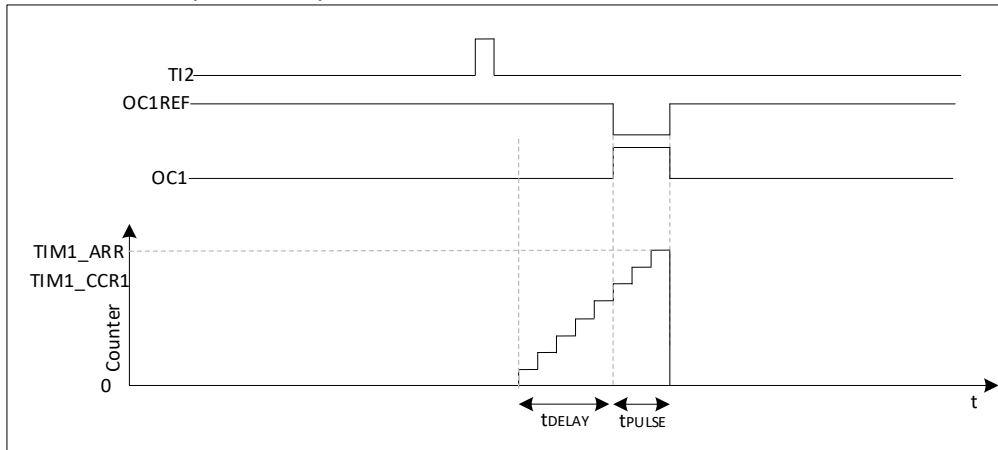 TI2
OC1REF
OC1
TIM1_ARR
TIM1_CCR1
Counter
0
t
tDELAY
tPULSE